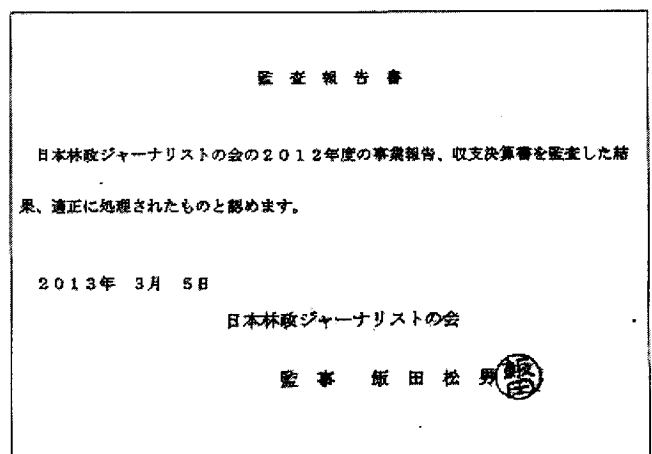 監査報告書
日本林政ジャーナリストの会の２０１２年度の事業報告、収支決算書を監査した結
果、適正に処理されたものと認めます。
２０１３年 ３月 ５日
日本林政ジャーナリストの会
監事 飯田松男
飯田